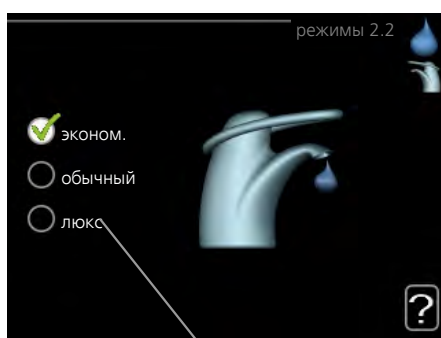 режимы 2.2
эконом.
обычный
люкс
?